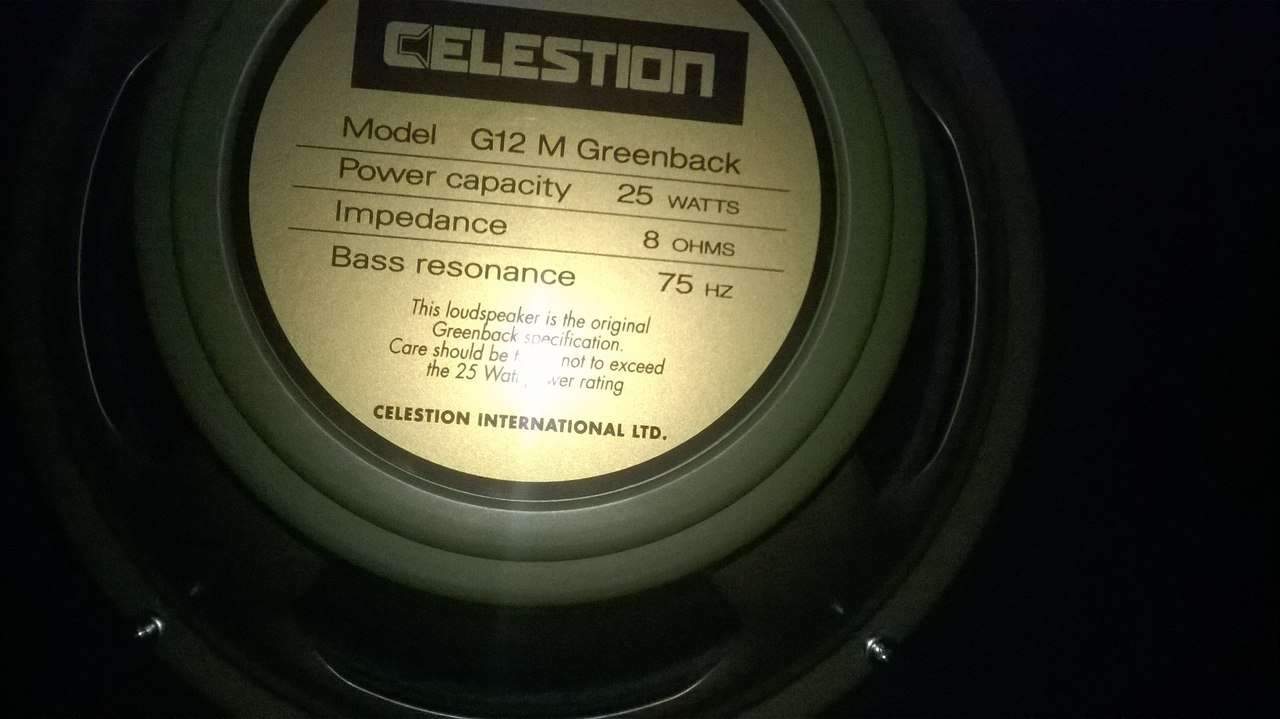 CELESTION
Model G12 M Greenback
Power capacity 25 WATTS
Impedance 8 OHMS
Bass resonance 75 HZ
This loudspeaker is the original
Greenback specification.
Care should be not to exceed
the 25 rating
CELESTION INTERNATIONAL LTD.